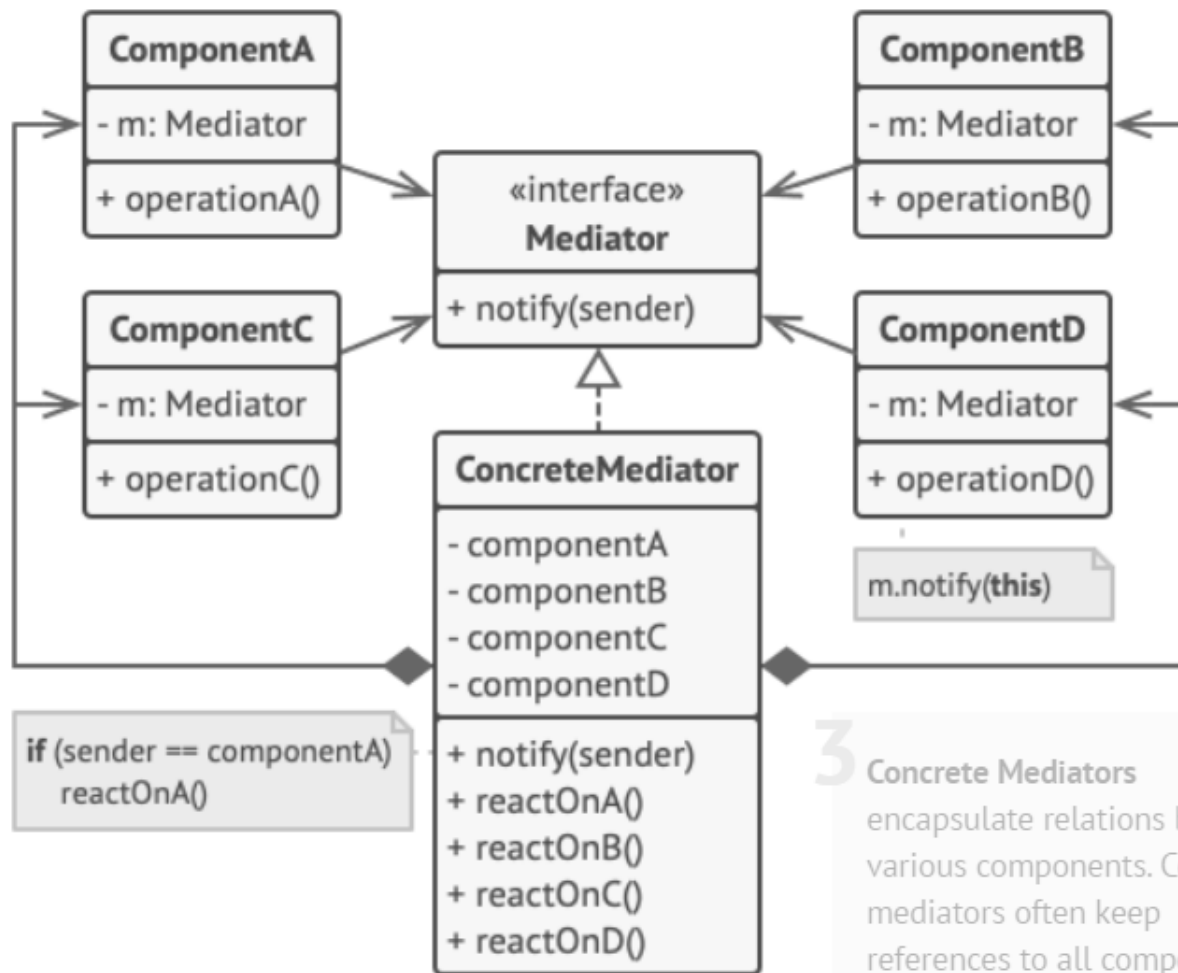 ComponentA
- m: Mediator
+ operationA()
ComponentB
- m: Mediator
+ operationB()
«interface»
Mediator
+ notify(sender)
ComponentC
- m: Mediator
+ operationC()
ComponentD
- m: Mediator
+ operationD()
m.notify(this)
ConcreteMediator
- componentA
- componentB
- componentC
- componentD
+ notify(sender)
+ reactOnA()
+ reactOnB()
+ reactOnC()
+ reactOnD()
if (sender == componentA)
reactOnA()
3
Concrete Mediators
encapsulate relations
various components.
mediators often keep
references to all